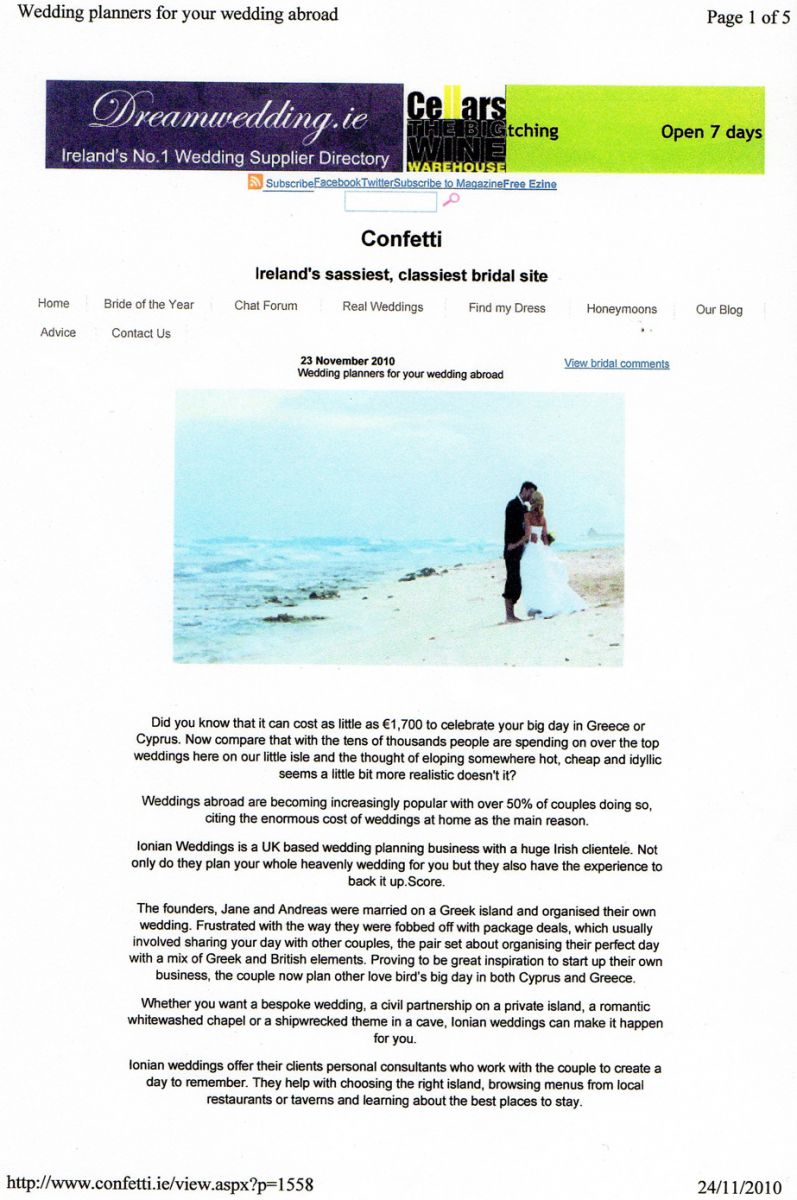 Wedding planners for your wedding abroad
Page 1 of 5
Dreamwedding.ie
Ireland's No.1 Wedding Supplier Directory
Cellars
THE BIG
WINE
WAREHOUSE
tching
Open 7 days
SubscribeFacebookTwitterSubscribe to MagazineFree Ezine
Confetti
Ireland's sassiest, classiest bridal site
Home Bride of the Year Chat Forum Real Weddings Find my Dress Honeymoons Our Blog
Advice Contact Us
23 November 2010
Wedding planners for your wedding abroad
View bridal comments
Did you know that it can cost as little as €1,700 to celebrate your big day in Greece or
Cyprus. Now compare that with the tens of thousands people are spending on over the top
weddings here on our little isle and the thought of eloping somewhere hot, cheap and idyllic
seems a little bit more realistic doesn't it?
Weddings abroad are becoming increasingly popular with over 50% of couples doing so,
citing the enormous cost of weddings at home as the main reason.
Ionian Weddings is a UK based wedding planning business with a huge Irish clientele. Not
only do they plan your whole heavenly wedding for you but they also have the experience to
back it up.Score.
The founders, Jane and Andreas were married on a Greek island and organised their own
wedding. Frustrated with the way they were fobbed off with package deals, which usually
involved sharing your day with other couples, the pair set about organising their perfect day
with a mix of Greek and British elements. Proving to be great inspiration to start up their own
business, the couple now plan other love bird's big day in both Cyprus and Greece.
Whether you want a bespoke wedding, a civil partnership on a private island, a romantic
whitewashed chapel or a shipwrecked theme in a cave, Ionian weddings can make it happen
for you.
Ionian weddings offer their clients personal consultants who work with the couple to create a
day to remember. They help with choosing the right island, browsing menus from local
restaurants or taverns and learning about the best places to stay.
http://www.confetti.ie/view.aspx?p=1558
24/11/2010